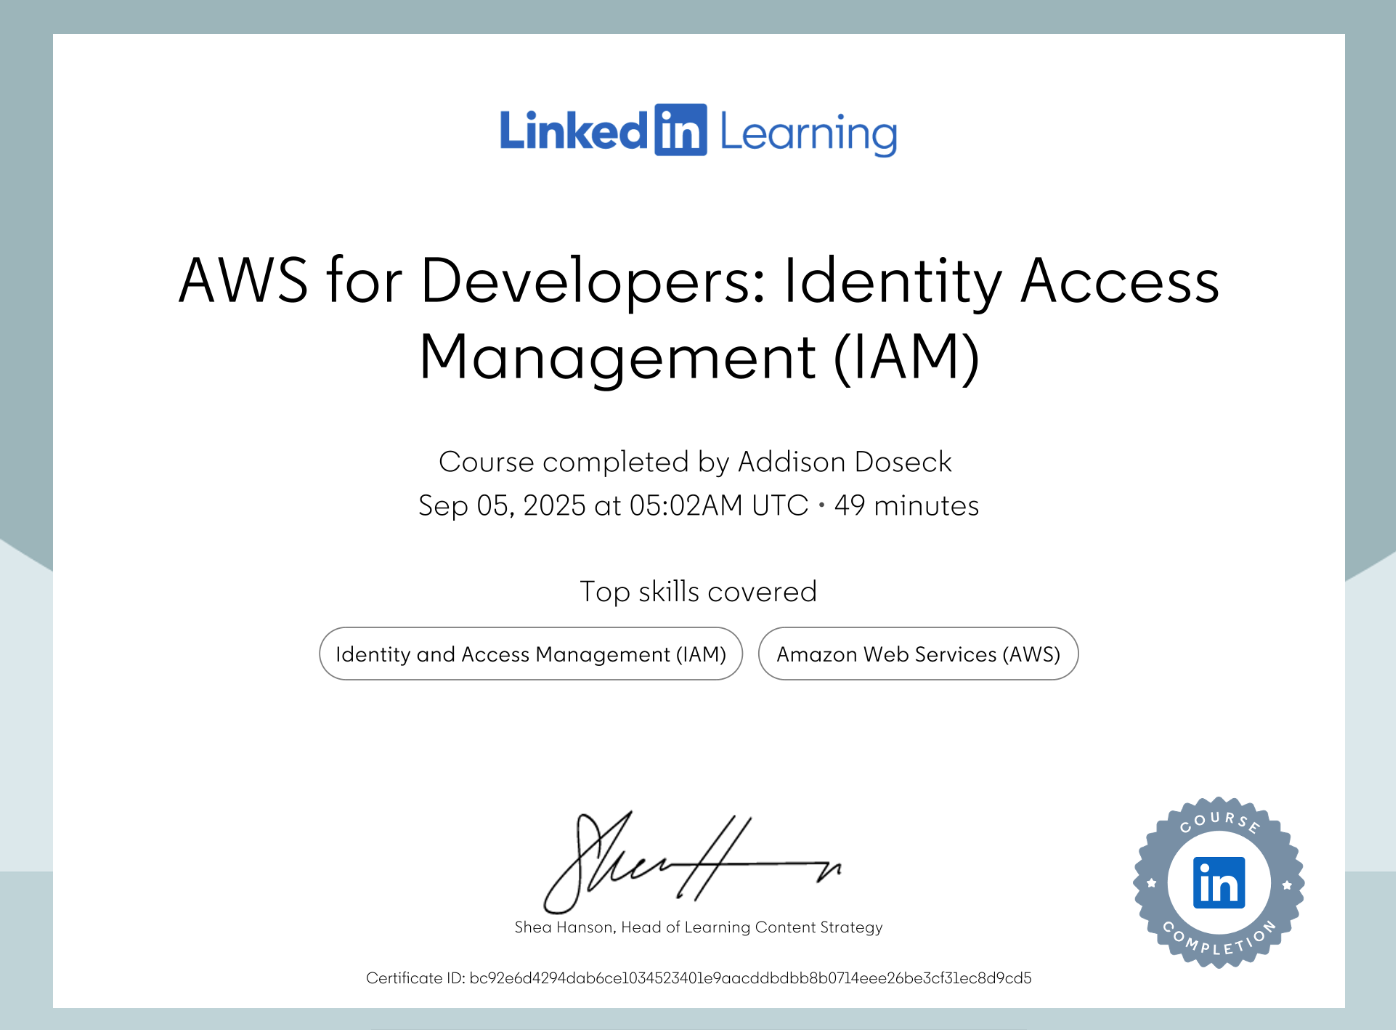 Linkedin Learning
AWS for Developers: Identity Access
Management (IAM)
Course completed by Addison Doseck
Sep 05, 2025 at 05:02AM UTC • 49 minutes
Top skills covered
Identity and Access Management (IAM)
Amazon Web Services (AWS)
Shea Hanson, Head of Learning Content Strategy
COURSE
in
COMPLETION
Certificate ID: bc92e6d4294dab6ce1034523401e9aacddbdbb8b0714eee26be3cf31ec8d9cd5